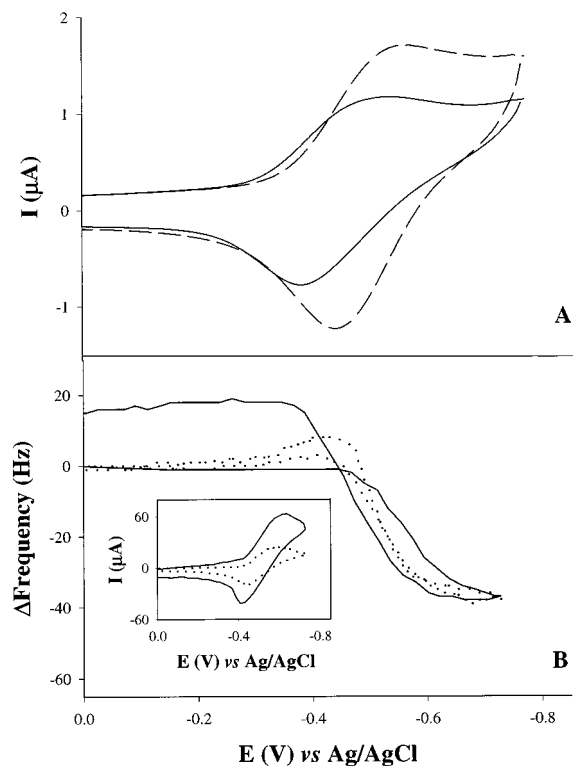 2
1
0
-1
I (µA)
A
20
0
-20
-40
-60
ΔFrequency (Hz)
60
0
-60
I (µA)
0.0 -0.4 -0.8
E (V) vs Ag/AgCl
B
0.0 -0.2 -0.4 -0.6 -0.8
E (V) vs Ag/AgCl